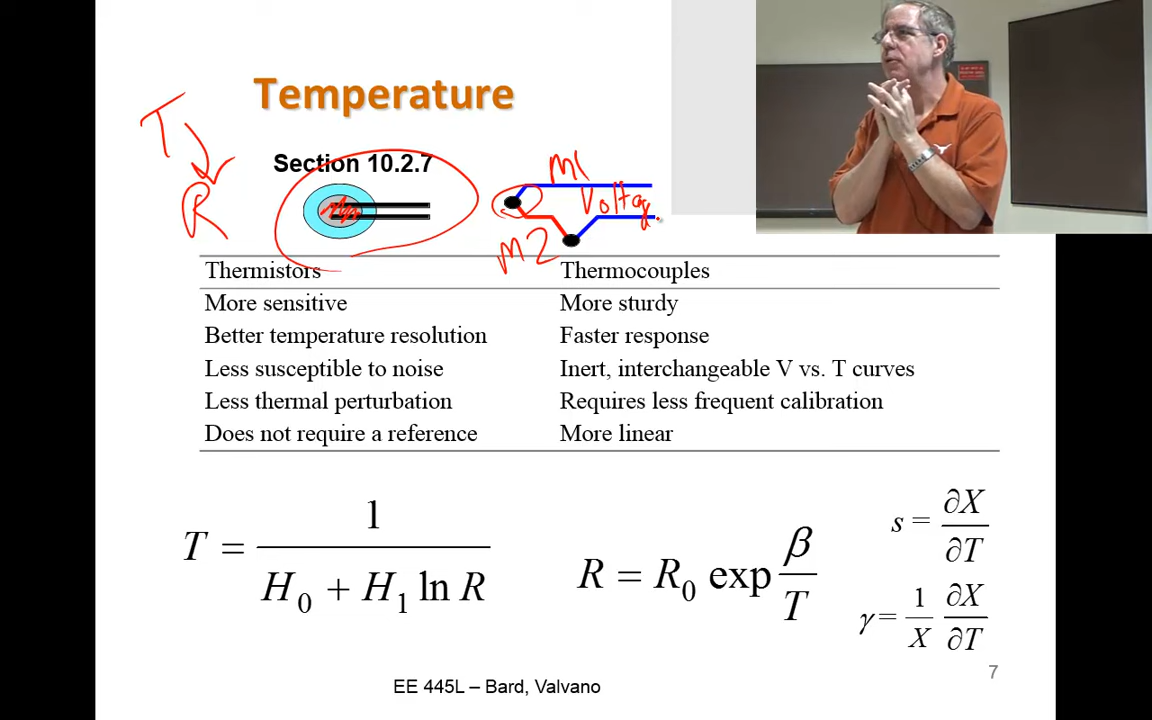 Temperature
T
R
Section 10.2.7
M1
Voltage
M2
Thermistors Thermocouples
More sensitive More sturdy
Better temperature resolution Faster response
Less susceptible to noise Inert, interchangeable V vs. T curves
Less thermal perturbation Requires less frequent calibration
Does not require a reference More linear
T = 1 / (H₀ + H₁ ln R)
R = R₀ exp β/T
s = ∂X/∂T
γ = 1/X ∂X/∂T
7
EE 445L – Bard, Valvano